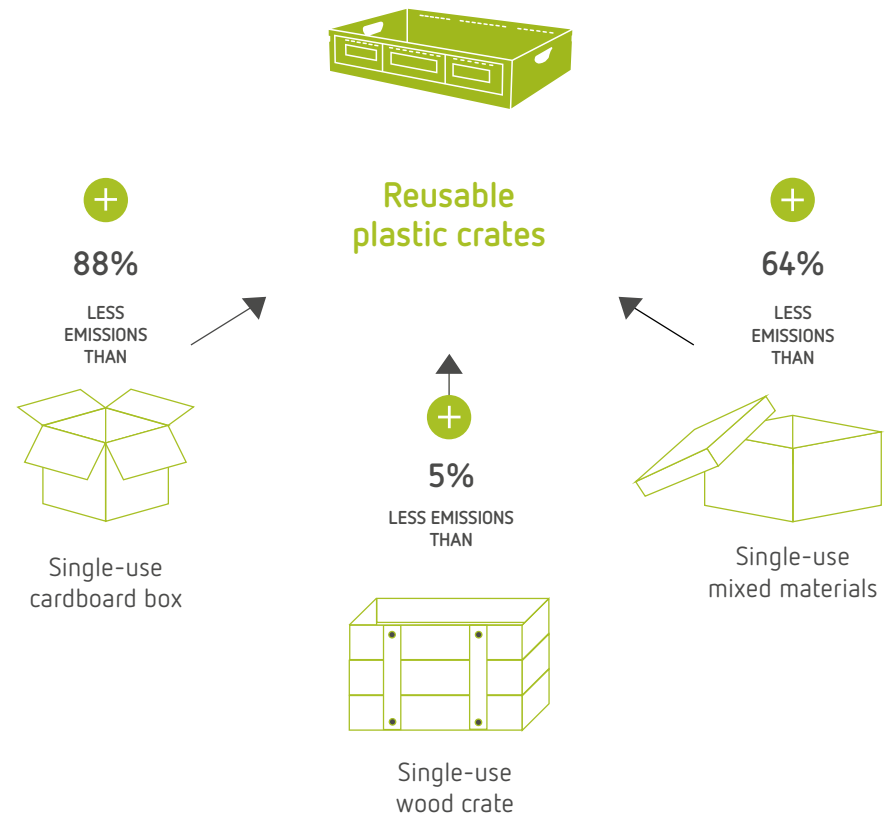 Reusable
plastic crates
88%
LESS
EMISSIONS
THAN
Single-use
cardboard box
5%
LESS EMISSIONS
THAN
Single-use
wood crate
64%
LESS
EMISSIONS
THAN
Single-use
mixed materials